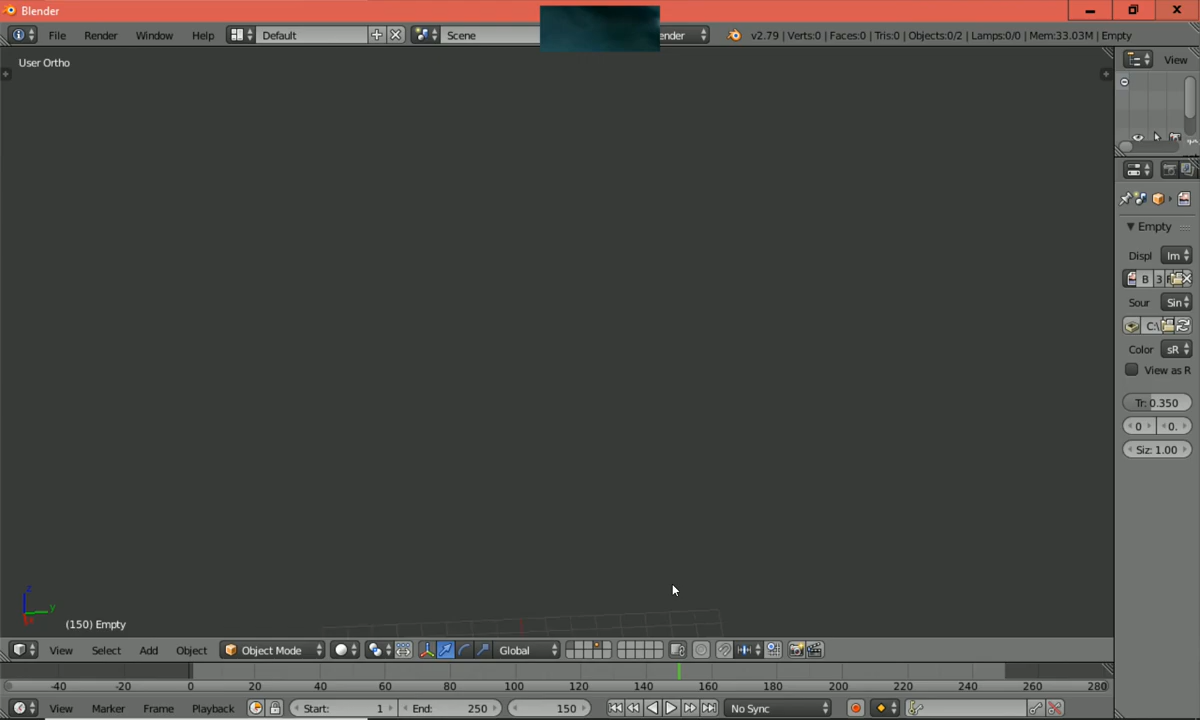 Blender
File Render Window Help Default Scene ender v2.79 | Verts:0 | Faces:0 | Tris:0 | Objects:0/2 | Lamps:0/0 | Mem:33.03M | Empty
User Ortho
View
Empty
Displ Im
B 3 F
Sour Sin
C:\
Color sR
View as R
Tr: 0.350
0 0.
Siz: 1.00
z
y
x
(150) Empty
View Select Add Object Object Mode Global
-40 -20 0 20 40 60 80 100 120 140 160 180 200 220 240 260 280
View Marker Frame Playback Start: 1 End: 250 150 No Sync